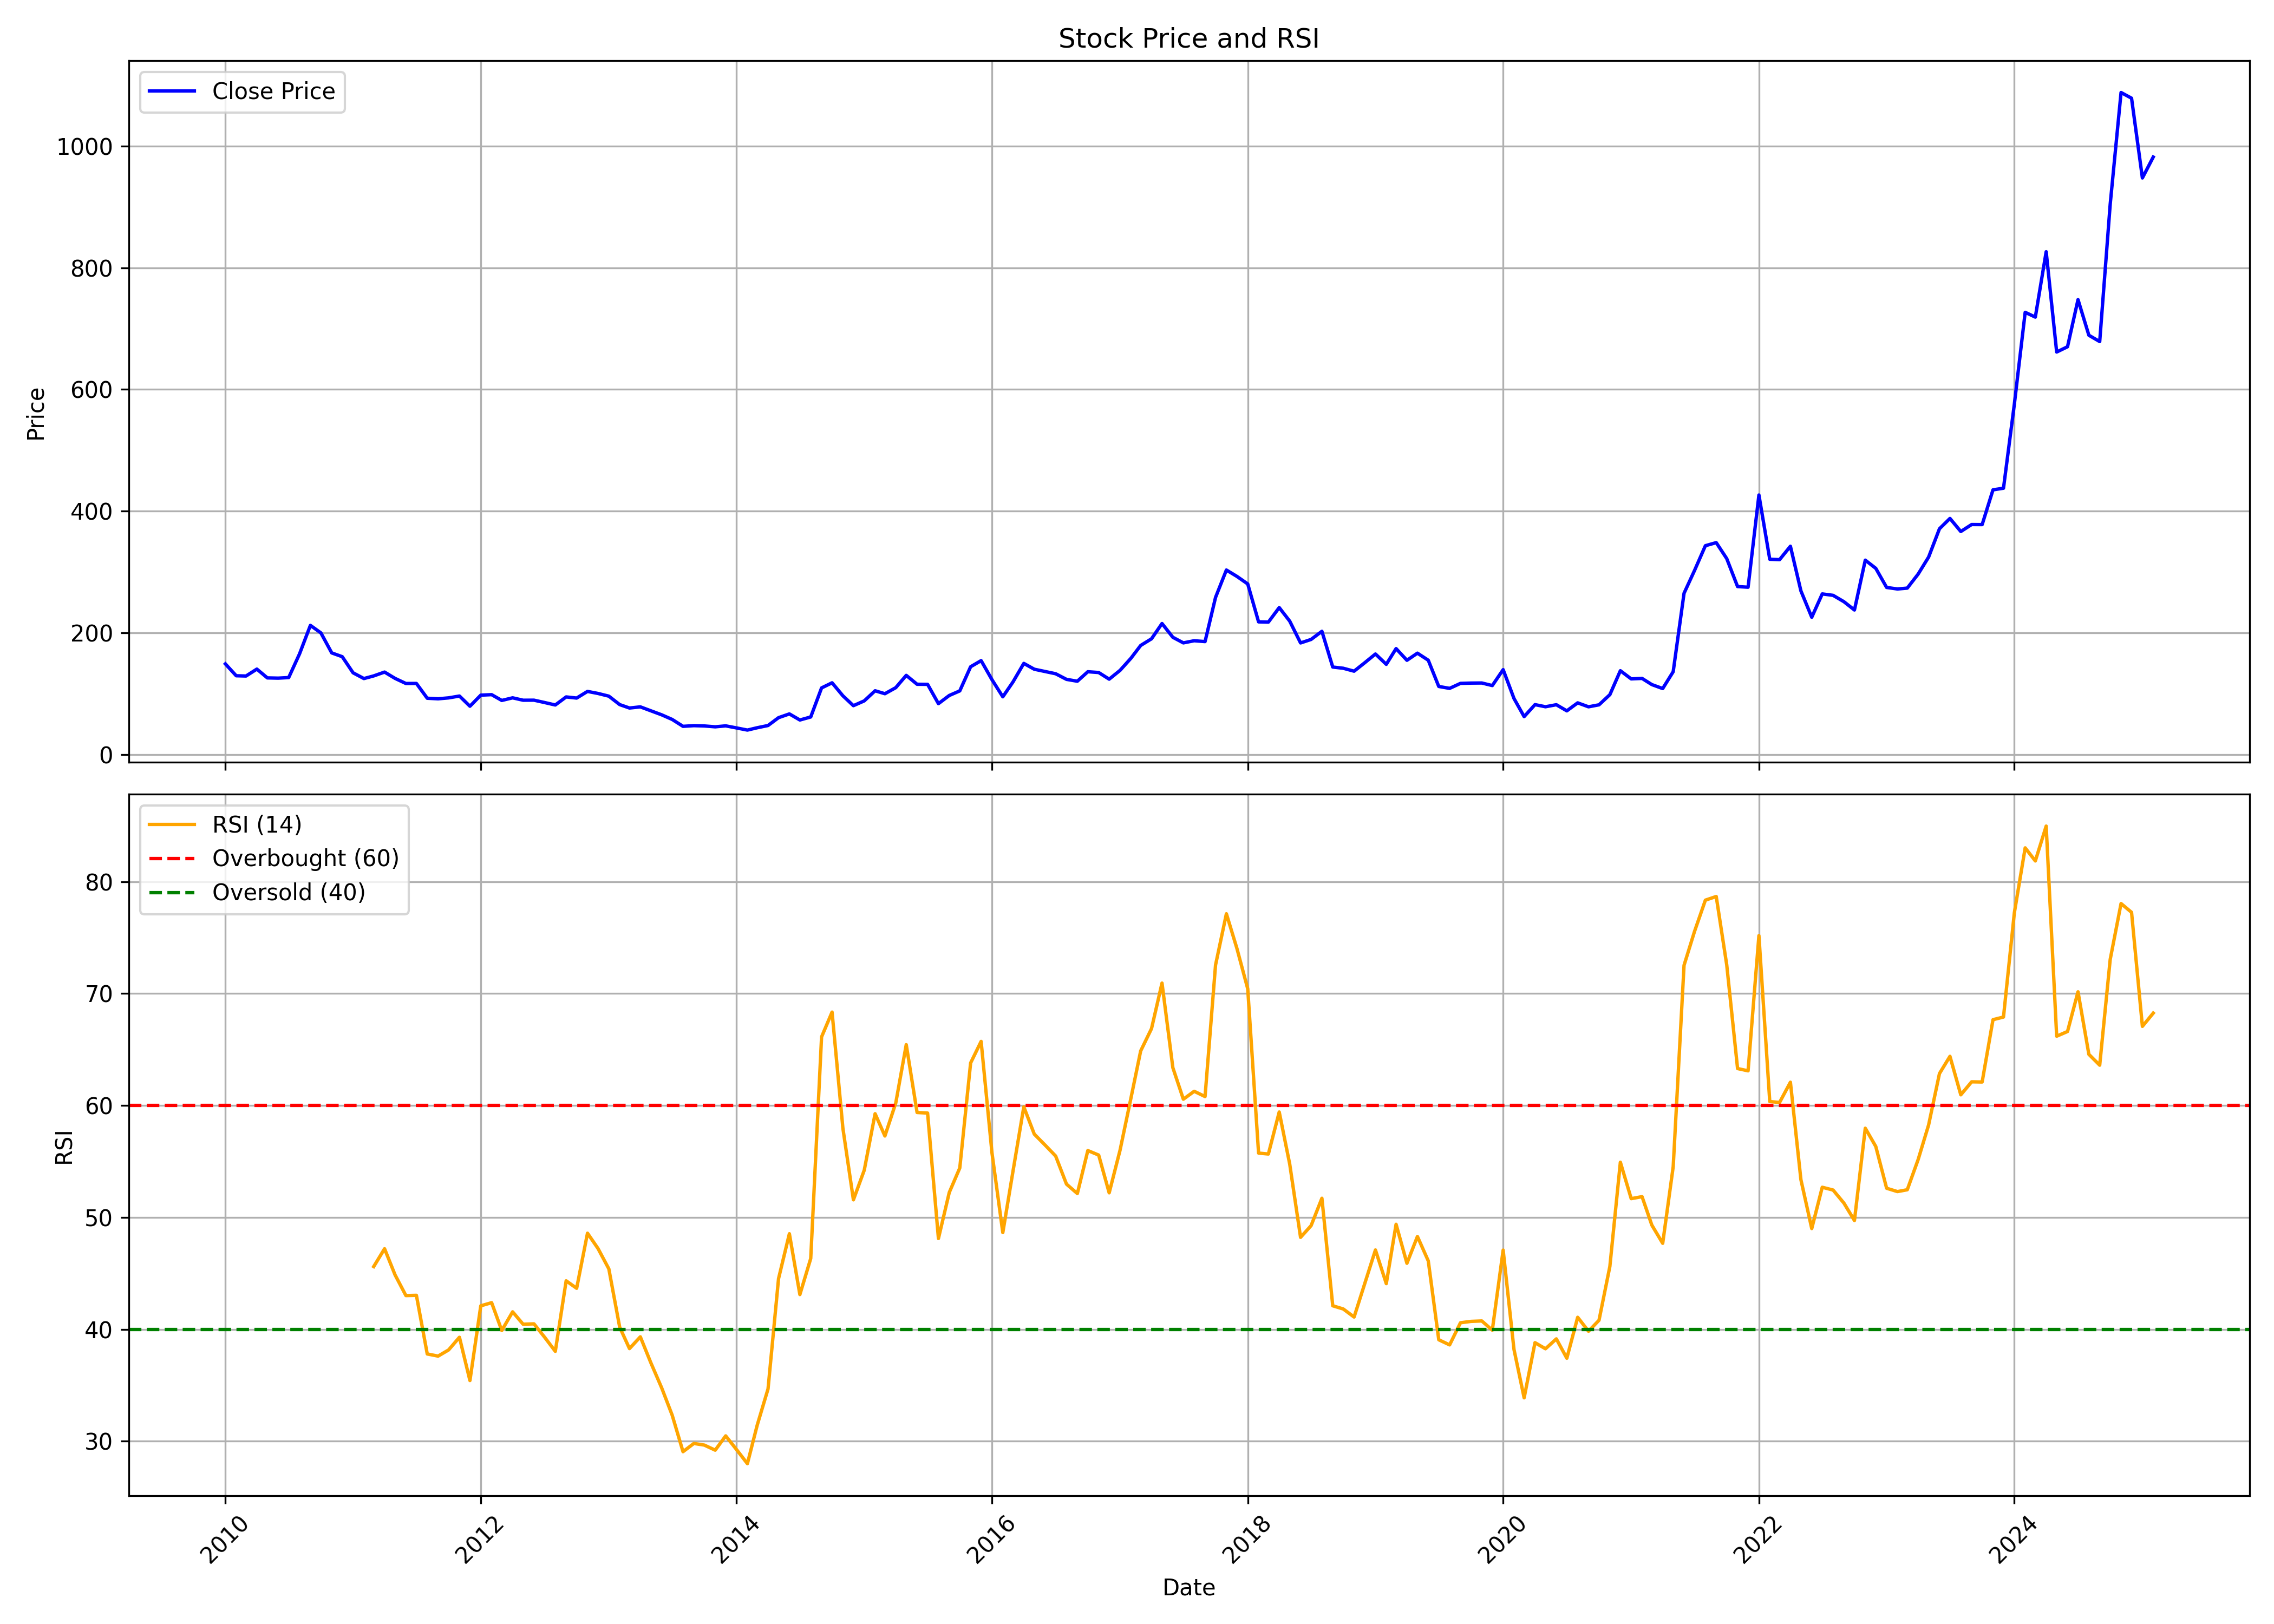 Stock Price and RSI
Close Price
1000
800
600
400
200
0
Price
RSI (14)
Overbought (60)
Oversold (40)
80
70
60
50
40
30
RSI
2010
2012
2014
2016
2018
2020
2022
2024
Date